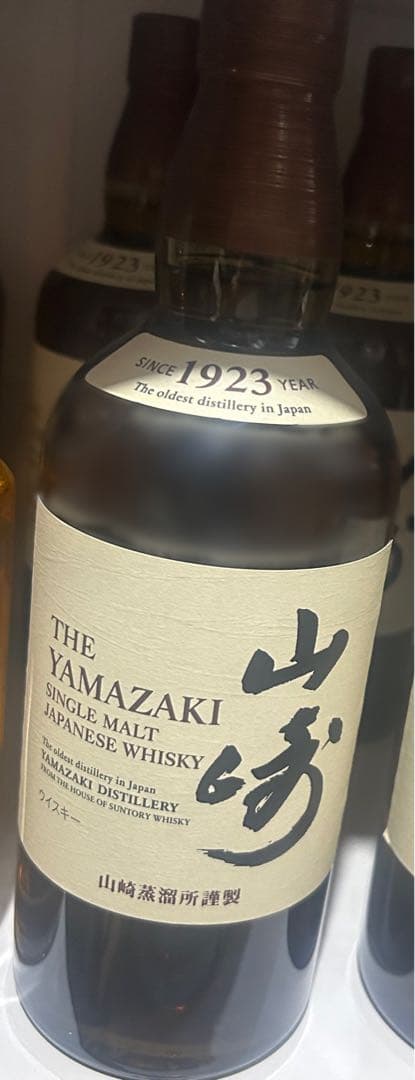 SINCE 1923 YEAR
The oldest distillery in Japan
THE
YAMAZAKI
SINGLE MALT
JAPANESE WHISKY
The oldest distillery in Japan
YAMAZAKI DISTILLERY
FROM THE HOUSE OF SUNTORY WHISKY
ウイスキー
山崎
山崎蒸溜所謹製
1923
1923